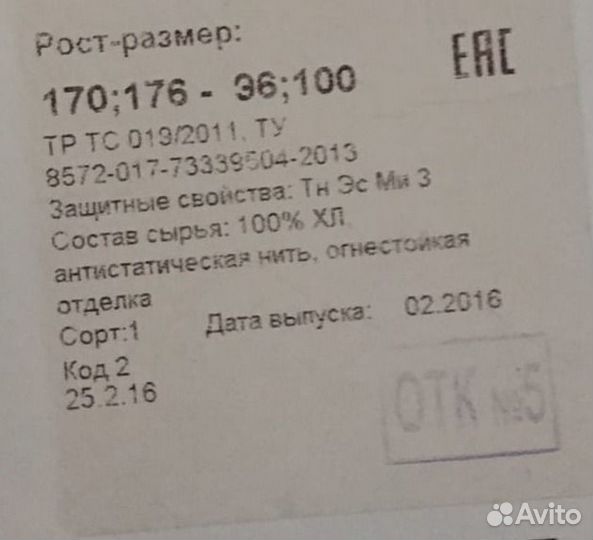 Рост-размер:
EAC
170;176 - 96;100
ТР ТС 019/2011, ТУ
8572-017-73339504-2013
Защитные свойства: Тн Эс Ми З
Состав сырья: 100% ХЛ
антистатическая нить, огнестойкая
отделка
Сорт:1 Дата выпуска: 02.2016
Код 2
25.2.16
ОТК №5
Avito